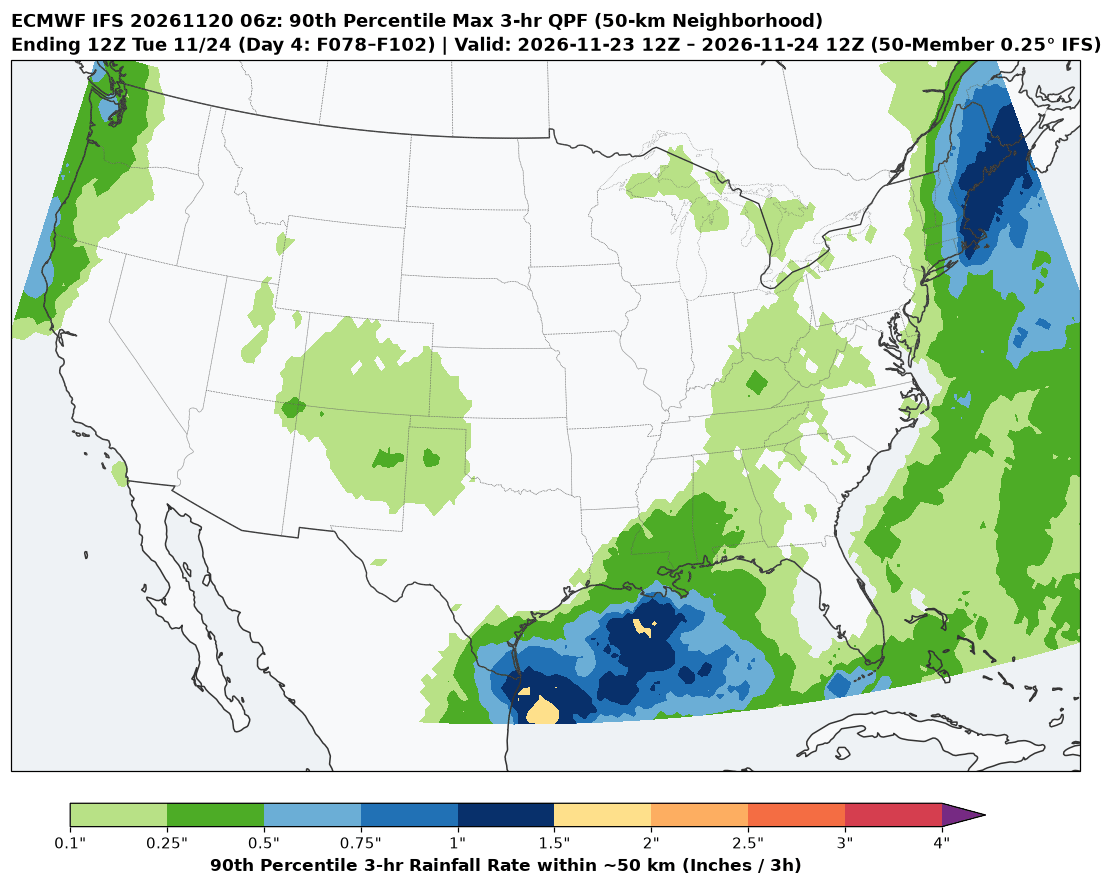 ECMWF IFS 20261120 06z: 90th Percentile Max 3-hr QPF (50-km Neighborhood)
Ending 12Z Tue 11/24 (Day 4: F078–F102) | Valid: 2026-11-23 12Z – 2026-11-24 12Z (50-Member 0.25° IFS)
0.1" 0.25" 0.5" 0.75" 1" 1.5" 2" 2.5" 3" 4"
90th Percentile 3-hr Rainfall Rate within ~50 km (Inches / 3h)